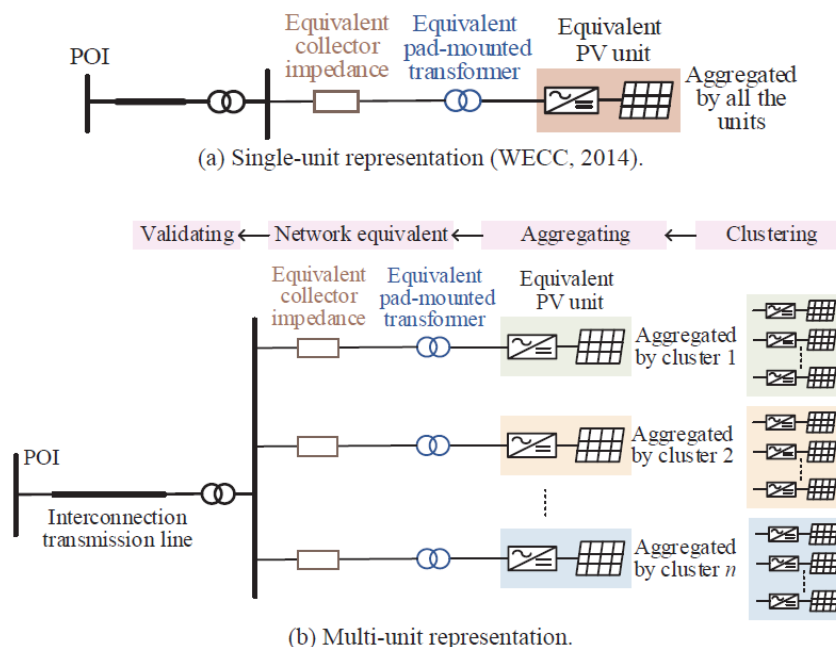 Equivalent
collector
impedance
Equivalent
pad-mounted
transformer
Equivalent
PV unit
POI
Aggregated
by all the
units
(a) Single-unit representation (WECC, 2014).
Validating
Network equivalent
Aggregating
Clustering
Equivalent
collector
impedance
Equivalent
pad-mounted
transformer
Equivalent
PV unit
Aggregated
by cluster 1
Aggregated
by cluster 2
POI
Interconnection
transmission line
Aggregated
by cluster n
(b) Multi-unit representation.